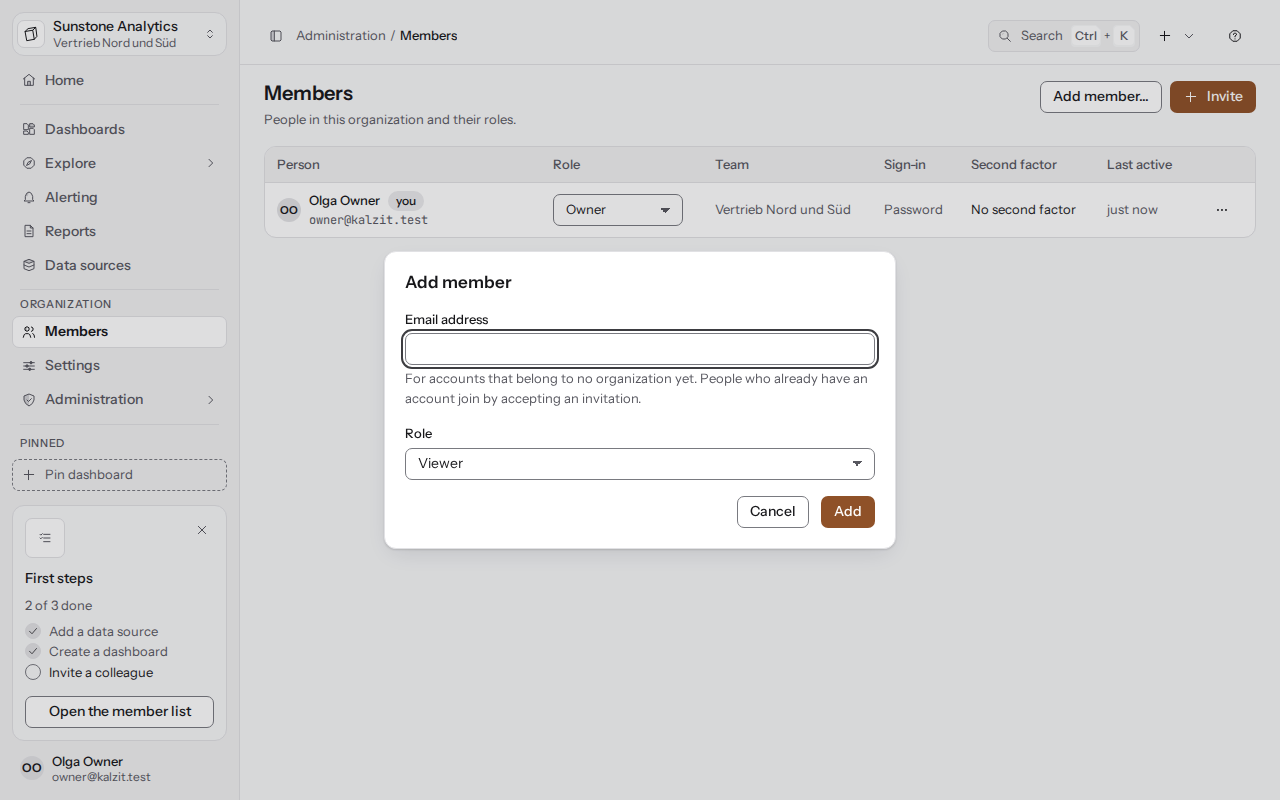 Sunstone Analytics
Vertrieb Nord und Süd
Home
Dashboards
Explore
Alerting
Reports
Data sources
ORGANIZATION
Members
Settings
Administration
PINNED
Pin dashboard
First steps
2 of 3 done
Add a data source
Create a dashboard
Invite a colleague
Open the member list
OO Olga Owner
owner@kalzit.test
Administration / Members
Search Ctrl + K
Members
People in this organization and their roles.
Add member...
Invite
Person Role Team Sign-in Second factor Last active
OO Olga Owner you
owner@kalzit.test
Owner Vertrieb Nord und Süd Password No second factor just now
Add member
Email address
For accounts that belong to no organization yet. People who already have an
account join by accepting an invitation.
Role
Viewer
Cancel Add